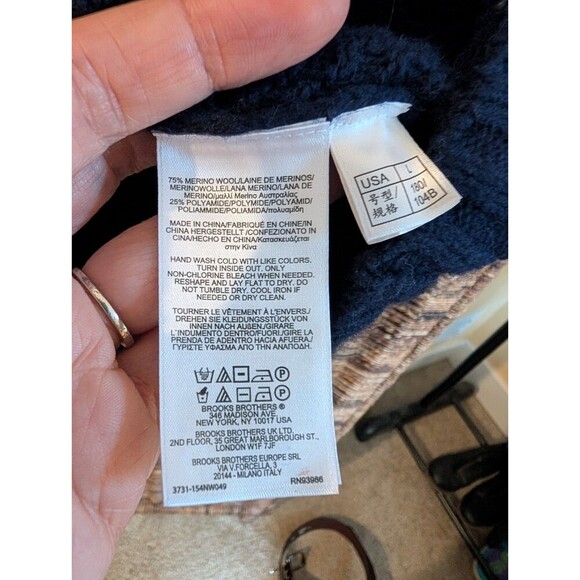 75% MERINO WOOL/LAINE DE MERINOS/
MERINOWOLLE/LANA MERINO/LANA DE
MERINO/μαλλί Merino Αυστραλίας
25% POLYAMIDE/POLYMIDE/POLYAMID/
POLIAMMIDE/POLIAMIDA/πολυαμίδη
MADE IN CHINA/FABRIQUÉ EN CHINE/IN
CHINA HERGESTELLT /CONFEZIONATO IN
CINA/HECHO EN CHINA/Κατασκευάζεται
στην Κίνα
HAND WASH COLD WITH LIKE COLORS.
TURN INSIDE OUT. ONLY
NON-CHLORINE BLEACH WHEN NEEDED.
RESHAPE AND LAY FLAT TO DRY. DO
NOT TUMBLE DRY. COOL IRON IF
NEEDED OR DRY CLEAN.
TOURNER LE VÊTEMENT À L'ENVERS/
DREHEN SIE KLEIDUNGSSTÜCK VON
INNEN NACH AUßEN/GIRARE
L'INDUMENTO DENTRO/FUORI/GIRE LA
PRENDA DE ADENTRO HACIA AFUERA/
ΓΥΡΙΣΤΕ ΥΦΑΣΜΑ ΑΠΟ ΤΗΝ ΑΝΑΠΟΔΗ.
BROOKS BROTHERS ®
346 MADISON AVE.
NEW YORK, NY 10017 USA
BROOKS BROTHERS UK LTD.
2ND FLOOR, 35 GREAT MARLBOROUGH ST.,
LONDON W1F 7JF
BROOKS BROTHERS EUROPE SRL
VIA V.FORCELLA, 3
20144 - MILANO ITALY
3731-154NW049 RN93986
USA L
号型/ 180/
规格 104B